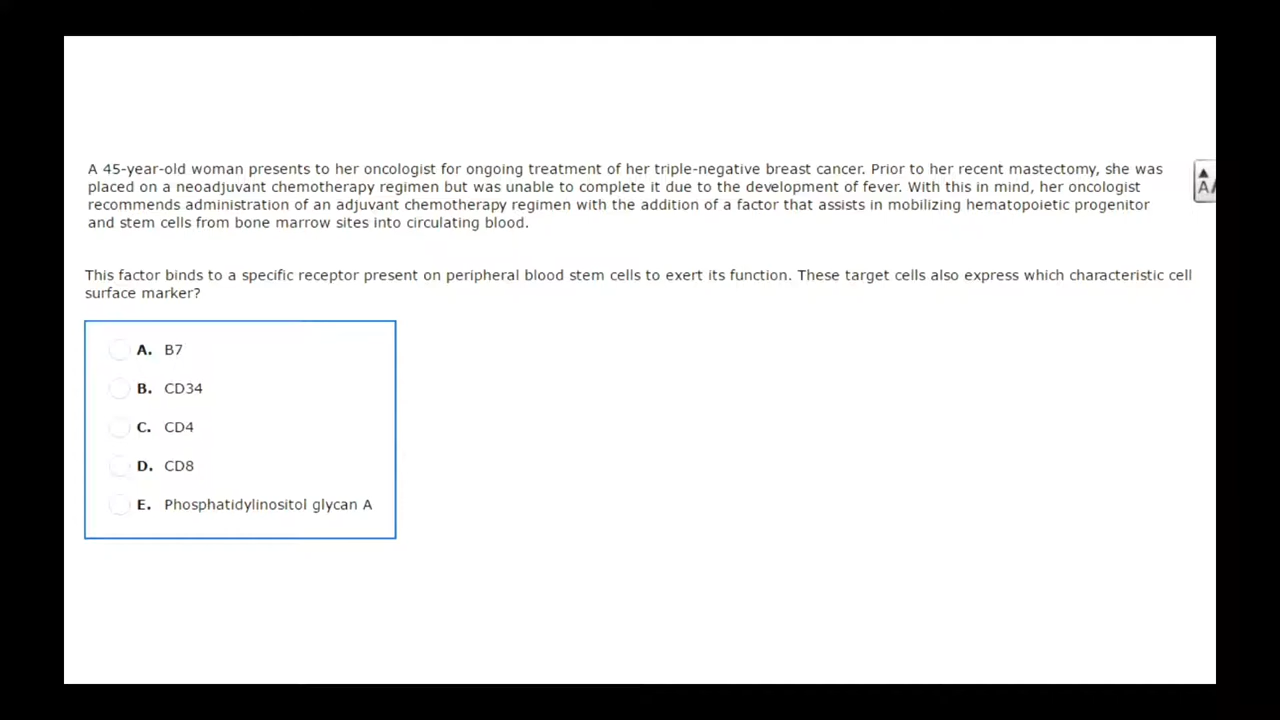 A 45-year-old woman presents to her oncologist for ongoing treatment of her triple-negative breast cancer. Prior to her recent mastectomy, she was
placed on a neoadjuvant chemotherapy regimen but was unable to complete it due to the development of fever. With this in mind, her oncologist
recommends administration of an adjuvant chemotherapy regimen with the addition of a factor that assists in mobilizing hematopoietic progenitor
and stem cells from bone marrow sites into circulating blood.
This factor binds to a specific receptor present on peripheral blood stem cells to exert its function. These target cells also express which characteristic cell
surface marker?
A. B7
B. CD34
C. CD4
D. CD8
E. Phosphatidylinositol glycan A